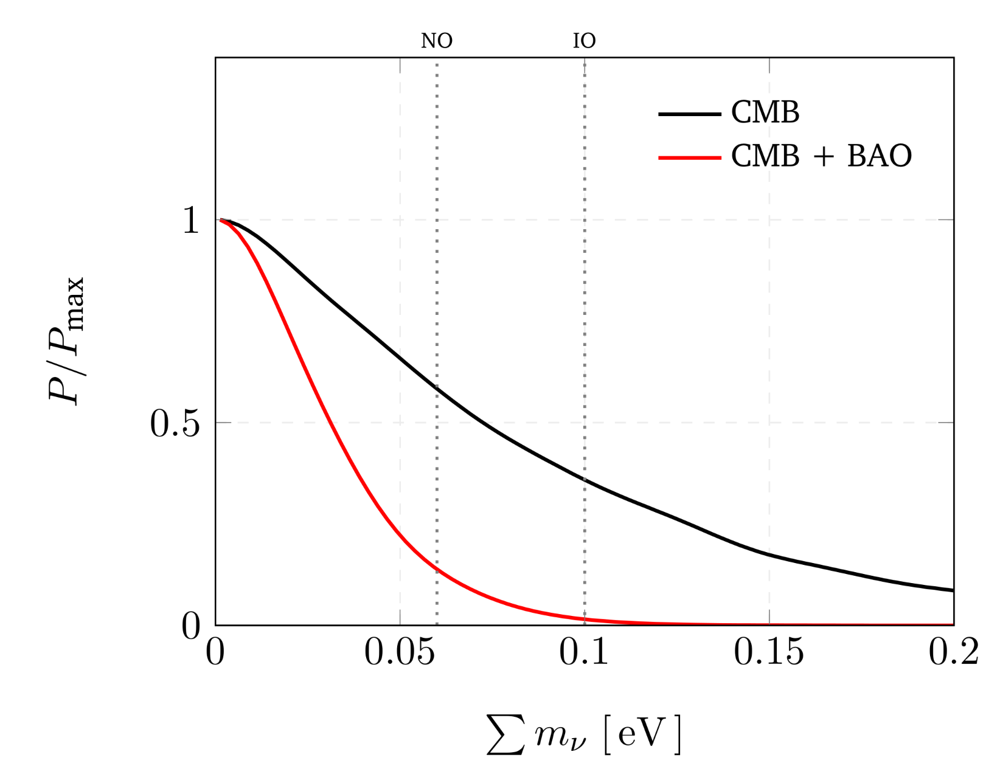 NO IO
CMB
CMB + BAO
P/P_max
1
0.5
0
0 0.05 0.1 0.15 0.2
∑ m_ν [eV]